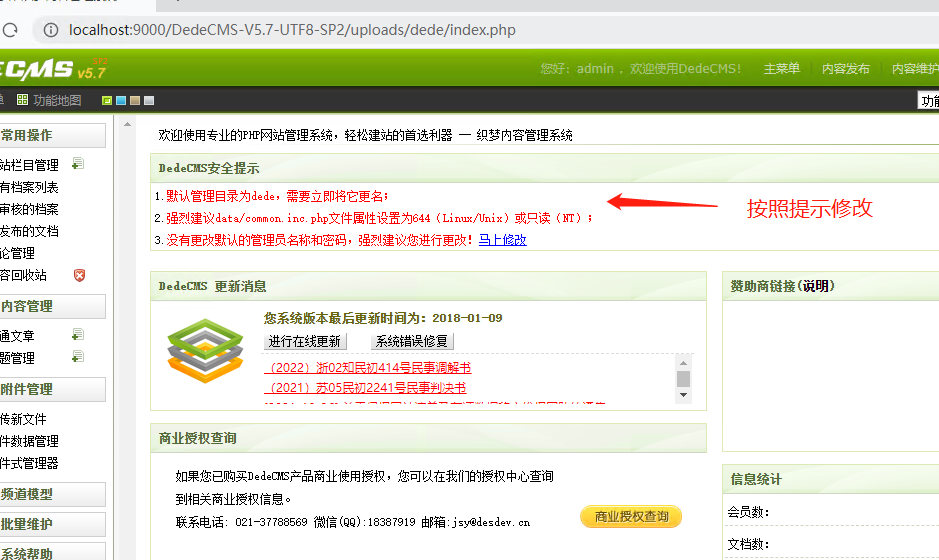 localhost:9000/DedeCMS-V5.7-UTF8-SP2/uploads/dede/index.php
CMS v5.7 SP2
您好：admin ，欢迎使用DedeCMS！ 主菜单 内容发布 内容维护
功能地图
常用操作
站栏目管理
有档案列表
审核的档案
发布的文档
论管理
容回收站
内容管理
通文章
题管理
附件管理
传新文件
件数据管理
件式管理器
频道模型
批量维护
系统帮助
欢迎使用专业的PHP网站管理系统，轻松建站的首选利器 — 织梦内容管理系统
DedeCMS安全提示
1.默认管理目录为dede，需要立即将它更名；
2.强烈建议data/common.inc.php文件属性设置为644（Linux/Unix）或只读（NT）；
3.没有更改默认的管理员名称和密码，强烈建议您进行更改！马上修改
按照提示修改
DedeCMS 更新消息
您系统版本最后更新时间为：2018-01-09
进行在线更新 系统错误修复
（2022）浙02知民初414号民事调解书
（2021）苏05民初2241号民事判决书
商业授权查询
如果您已购买DedeCMS产品商业使用授权，您可以在我们的授权中心查询
到相关商业授权信息。
联系电话: 021-37788569 微信(QQ):18387919 邮箱:jsy@desdev.cn
商业授权查询
赞助商链接(说明)
信息统计
会员数：
文档数：